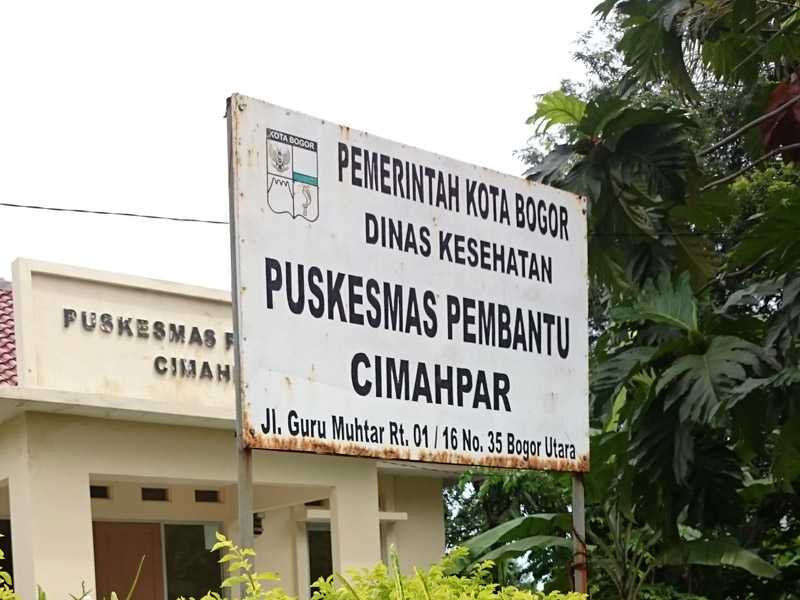 KOTA BOGOR
PEMERINTAH KOTA BOGOR
DINAS KESEHATAN
PUSKESMAS PEMBANTU
CIMAHPAR
Jl. Guru Muhtar Rt. 01 / 16 No. 35 Bogor Utara
PUSKESMAS P
CIMAH